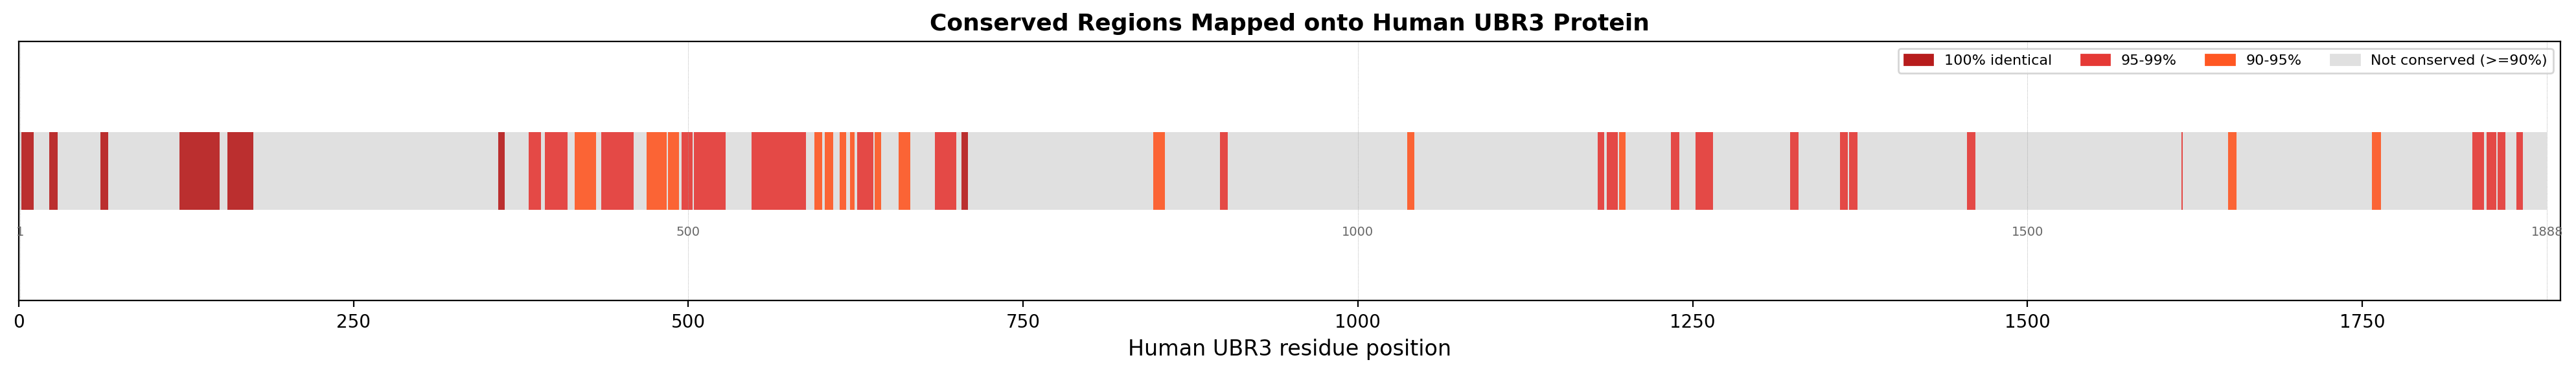 Conserved Regions Mapped onto Human UBR3 Protein
100% identical 95-99% 90-95% Not conserved (>=90%)
1 500 1000 1500 1888
0 250 500 750 1000 1250 1500 1750
Human UBR3 residue position